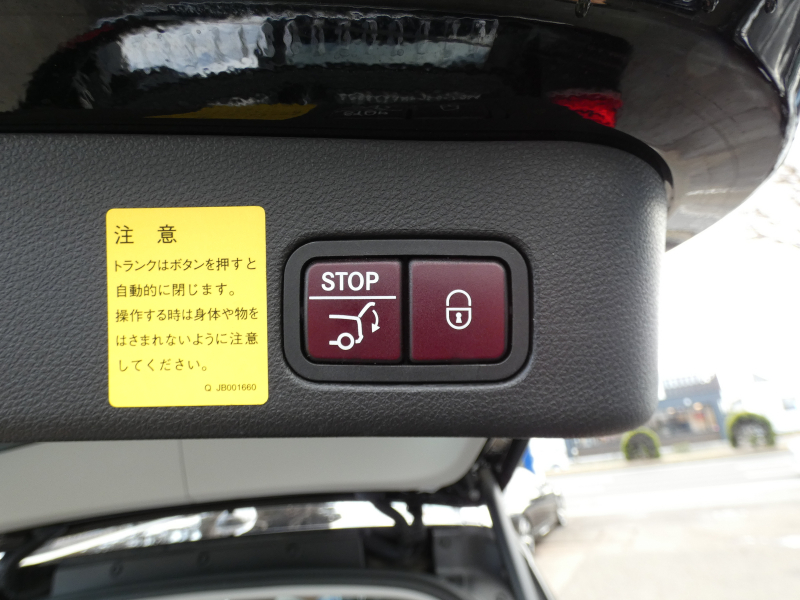 注 意
トランクはボタンを押すと
自動的に閉じます。
操作する時は身体や物を
はさまれないように注意
してください。
Q JB001660
STOP